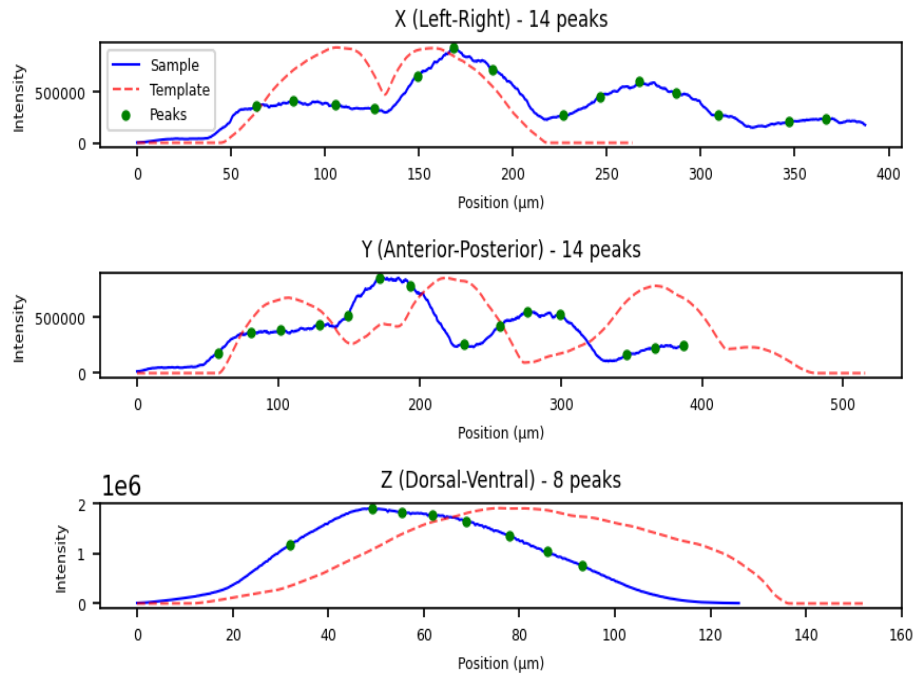 X (Left-Right) - 14 peaks
Intensity
500000
0
Sample
Template
Peaks
0 50 100 150 200 250 300 350 400
Position (µm)
Y (Anterior-Posterior) - 14 peaks
Intensity
500000
0
0 100 200 300 400 500
Position (µm)
Z (Dorsal-Ventral) - 8 peaks
1e6
Intensity
2
1
0
0 20 40 60 80 100 120 140 160
Position (µm)